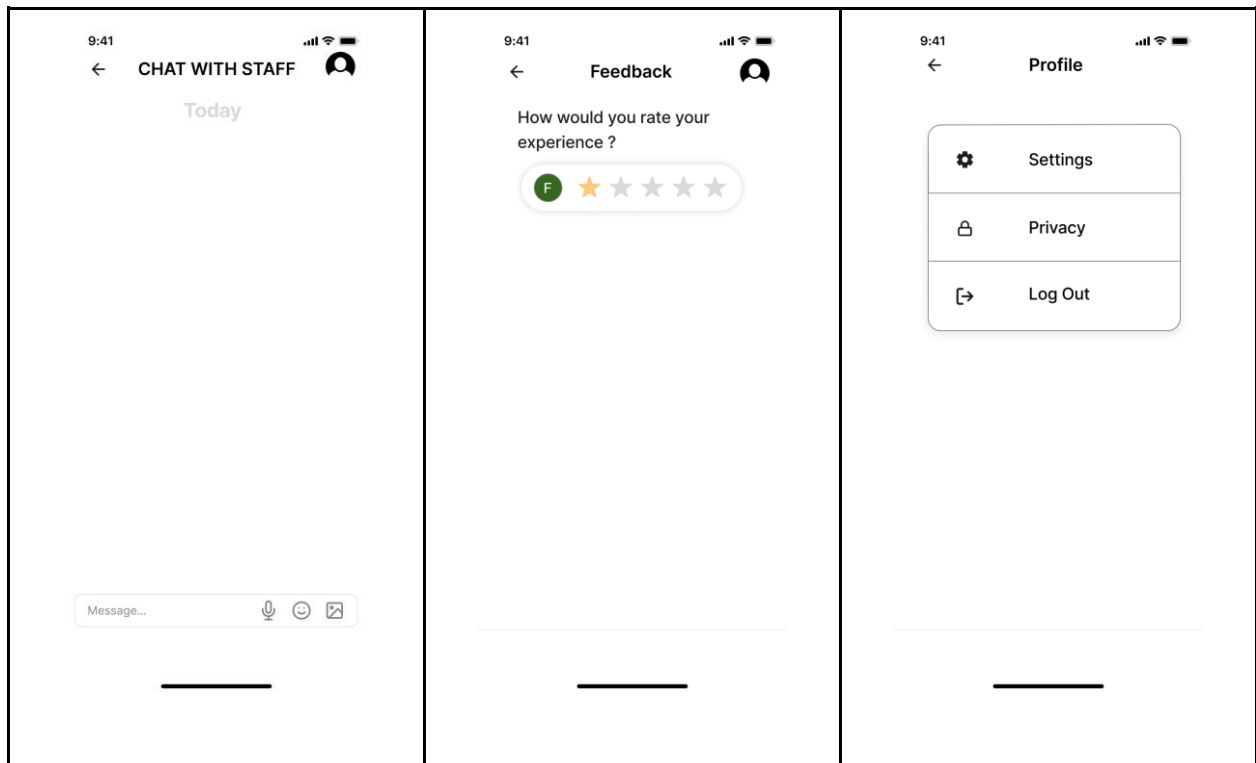 9:41
CHAT WITH STAFF
Today
Message...
9:41
Feedback
How would you rate your
experience ?
F
9:41
Profile
Settings
Privacy
Log Out